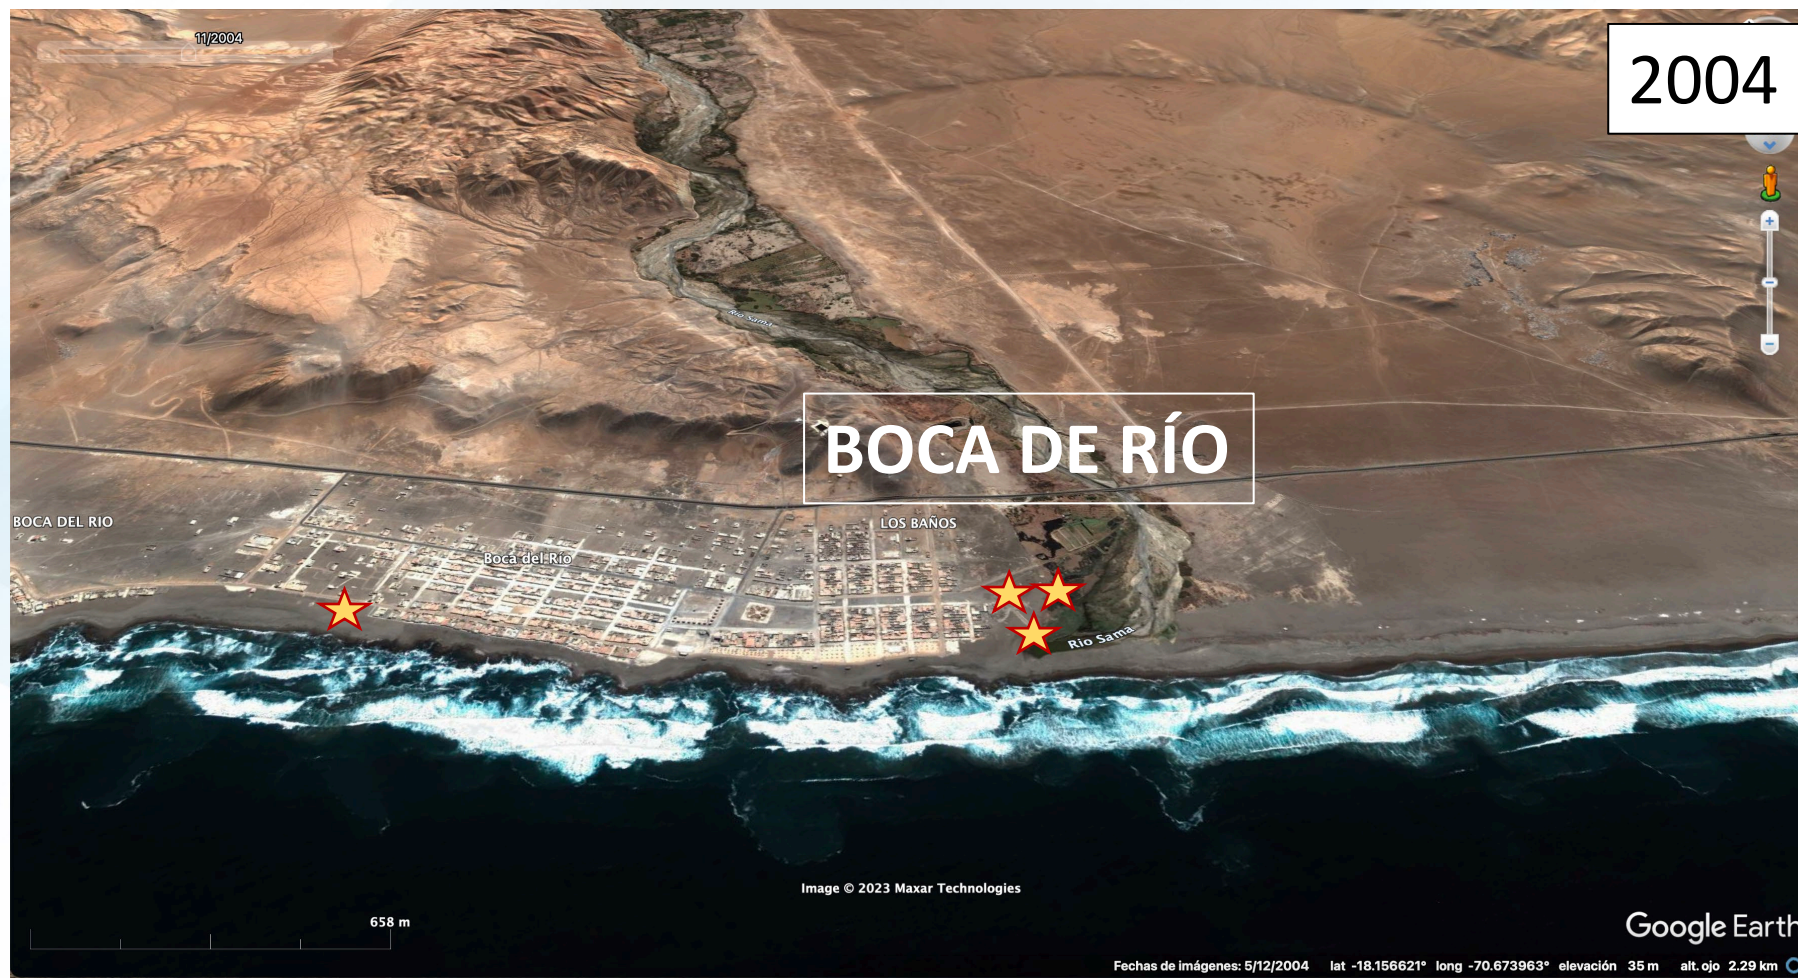 11/2004
2004
Río Sama
BOCA DE RÍO
BOCA DEL RIO
LOS BAÑOS
Boca del Río
Río Sama
Image © 2023 Maxar Technologies
658 m
Google Earth
Fechas de imágenes: 5/12/2004 lat -18.156621° long -70.673963° elevación 35 m alt. ojo 2.29 km